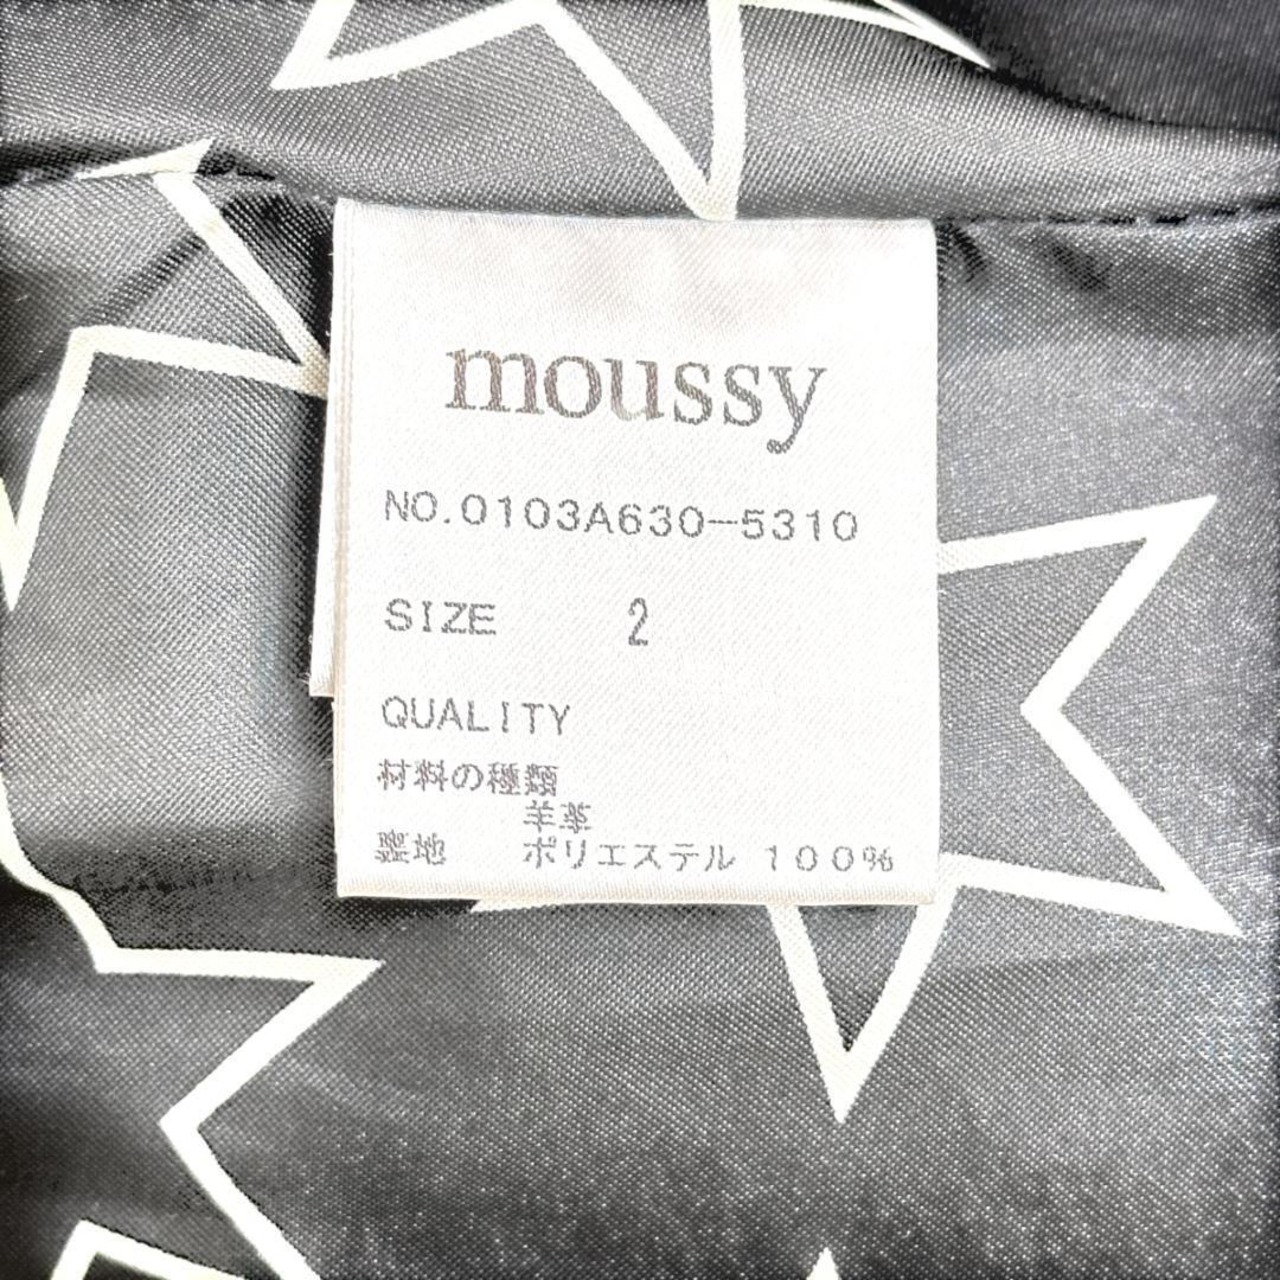 moussy
NO.0103A630-5310
SIZE 2
QUALITY
材料の種類
羊革
裏地 ポリエステル 100%